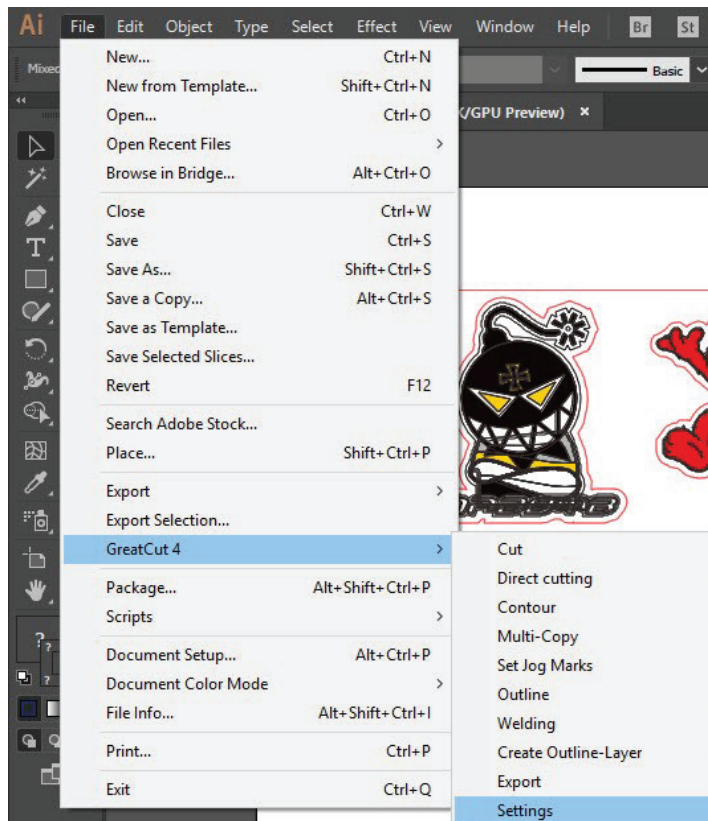 Ai File Edit Object Type Select Effect View Window Help Br St
Mixed Basic
/GPU Preview) ×
New... Ctrl+N
New from Template... Shift+Ctrl+N
Open... Ctrl+O
Open Recent Files
Browse in Bridge... Alt+Ctrl+O
Close Ctrl+W
Save Ctrl+S
Save As... Shift+Ctrl+S
Save a Copy... Alt+Ctrl+S
Save as Template...
Save Selected Slices...
Revert F12
Search Adobe Stock...
Place... Shift+Ctrl+P
Export
Export Selection...
GreatCut 4
Package... Alt+Shift+Ctrl+P
Scripts
Document Setup... Alt+Ctrl+P
Document Color Mode
File Info... Alt+Shift+Ctrl+I
Print... Ctrl+P
Exit Ctrl+Q
Cut
Direct cutting
Contour
Multi-Copy
Set Jog Marks
Outline
Welding
Create Outline-Layer
Export
Settings